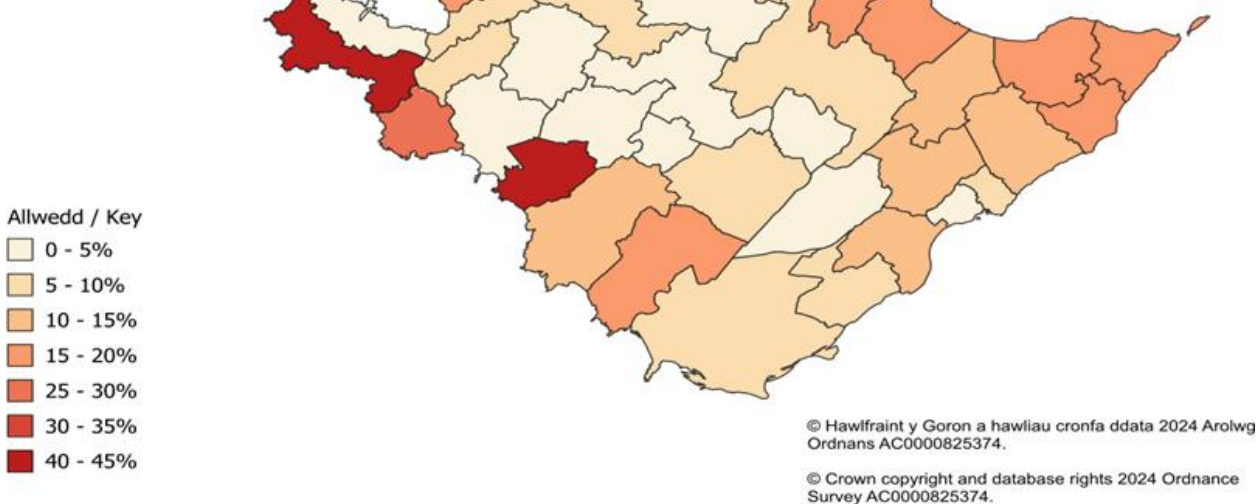 Allwedd / Key
0 - 5%
5 - 10%
10 - 15%
15 - 20%
25 - 30%
30 - 35%
40 - 45%
© Hawlfraint y Goron a hawliau cronfa ddata 2024 Arolwg
Ordnans AC0000825374.
© Crown copyright and database rights 2024 Ordnance
Survey AC0000825374.